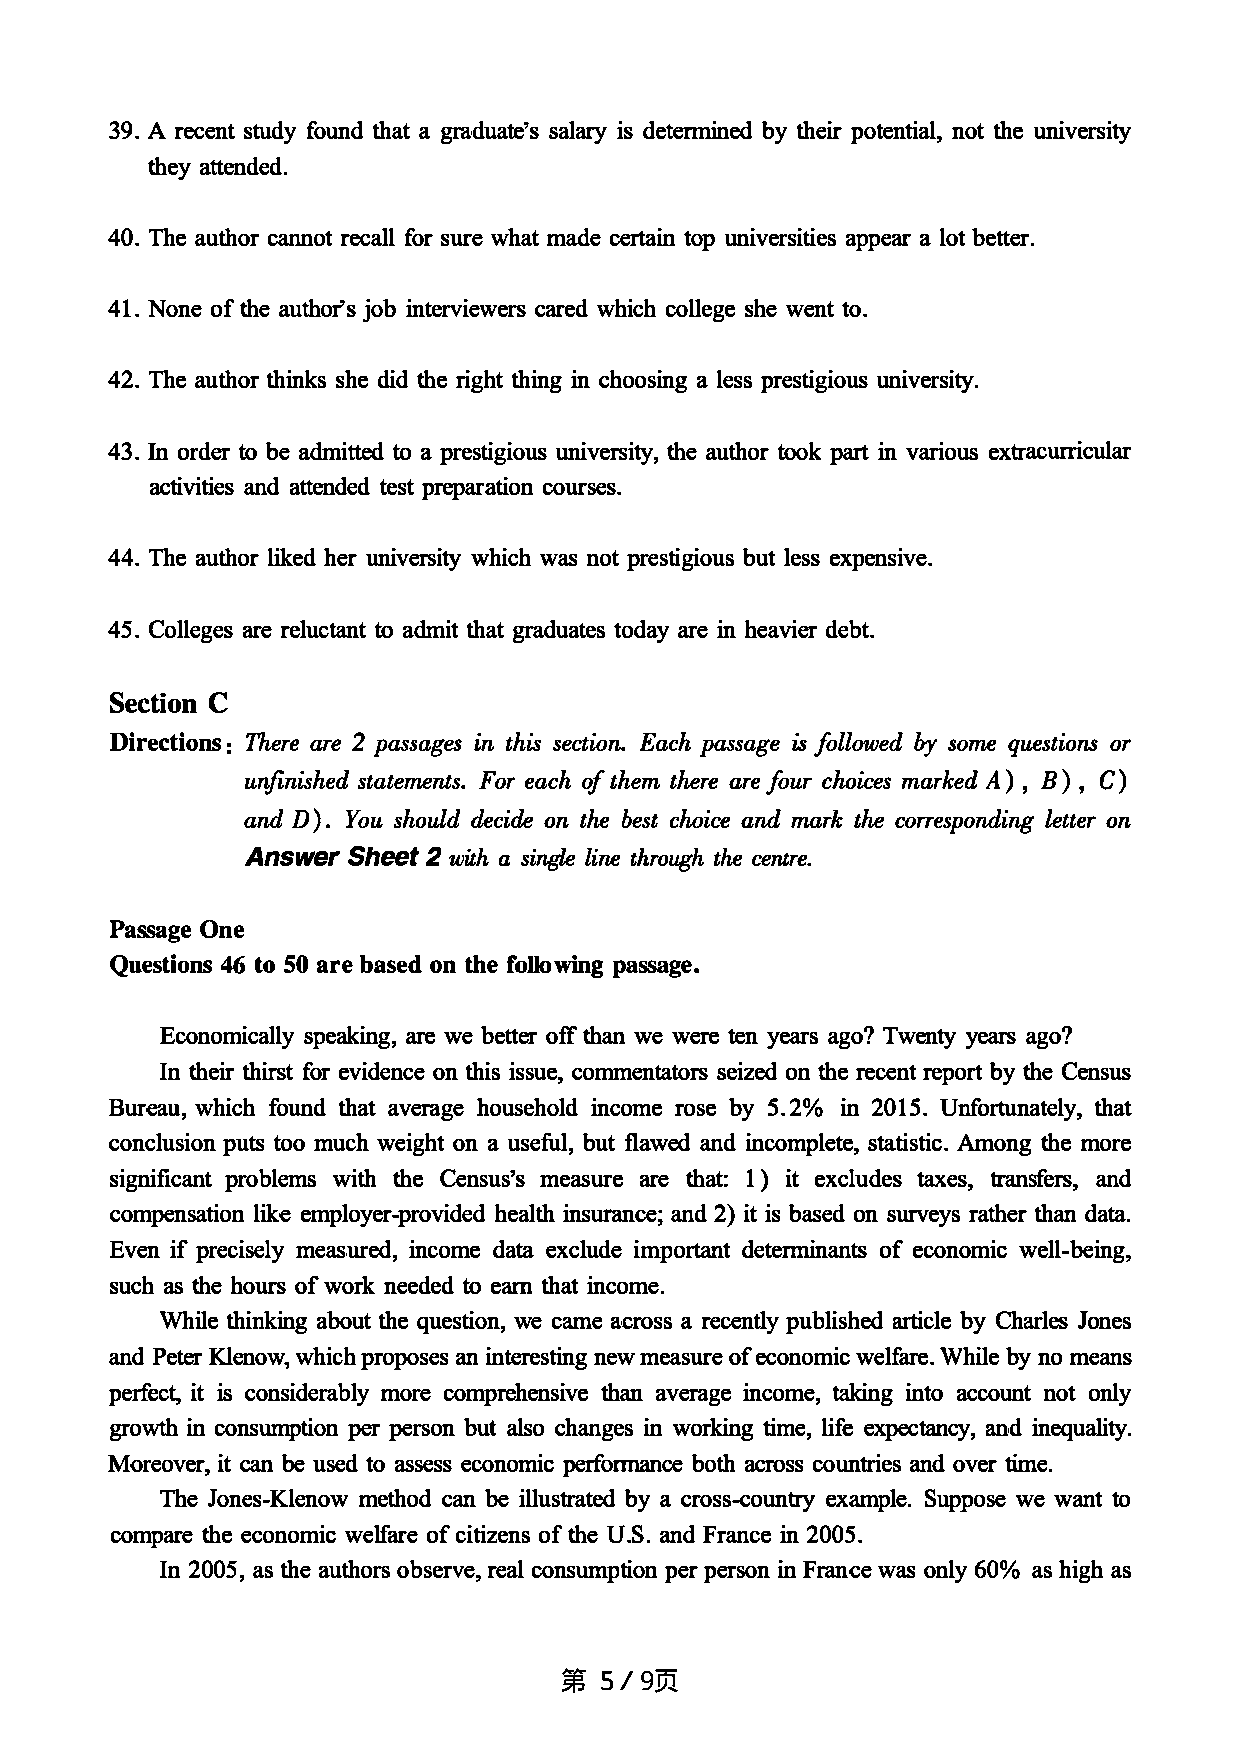 39. A recent study found that a graduate's salary is determined by their potential, not the university
they attended.
40. The author cannot recall for sure what made certain top universities appear a lot better.
41. None of the author's job interviewers cared which college she went to.
42. The author thinks she did the right thing in choosing a less prestigious university.
43. In order to be admitted to a prestigious university, the author took part in various extracurricular
activities and attended test preparation courses.
44. The author liked her university which was not prestigious but less expensive.
45. Colleges are reluctant to admit that graduates today are in heavier debt.
Section C
Directions: There are 2 passages in this section. Each passage is followed by some questions or
unfinished statements. For each of them there are four choices marked A), B), C)
and D). You should decide on the best choice and mark the corresponding letter on
Answer Sheet 2 with a single line through the centre.
Passage One
Questions 46 to 50 are based on the following passage.
Economically speaking, are we better off than we were ten years ago? Twenty years ago?
In their thirst for evidence on this issue, commentators seized on the recent report by the Census
Bureau, which found that average household income rose by 5.2% in 2015. Unfortunately, that
conclusion puts too much weight on a useful, but flawed and incomplete, statistic. Among the more
significant problems with the Census's measure are that: 1) it excludes taxes, transfers, and
compensation like employer-provided health insurance; and 2) it is based on surveys rather than data.
Even if precisely measured, income data exclude important determinants of economic well-being,
such as the hours of work needed to earn that income.
While thinking about the question, we came across a recently published article by Charles Jones
and Peter Klenow, which proposes an interesting new measure of economic welfare. While by no means
perfect, it is considerably more comprehensive than average income, taking into account not only
growth in consumption per person but also changes in working time, life expectancy, and inequality.
Moreover, it can be used to assess economic performance both across countries and over time.
The Jones-Klenow method can be illustrated by a cross-country example. Suppose we want to
compare the economic welfare of citizens of the U.S. and France in 2005.
In 2005, as the authors observe, real consumption per person in France was only 60% as high as
第 5 / 9页